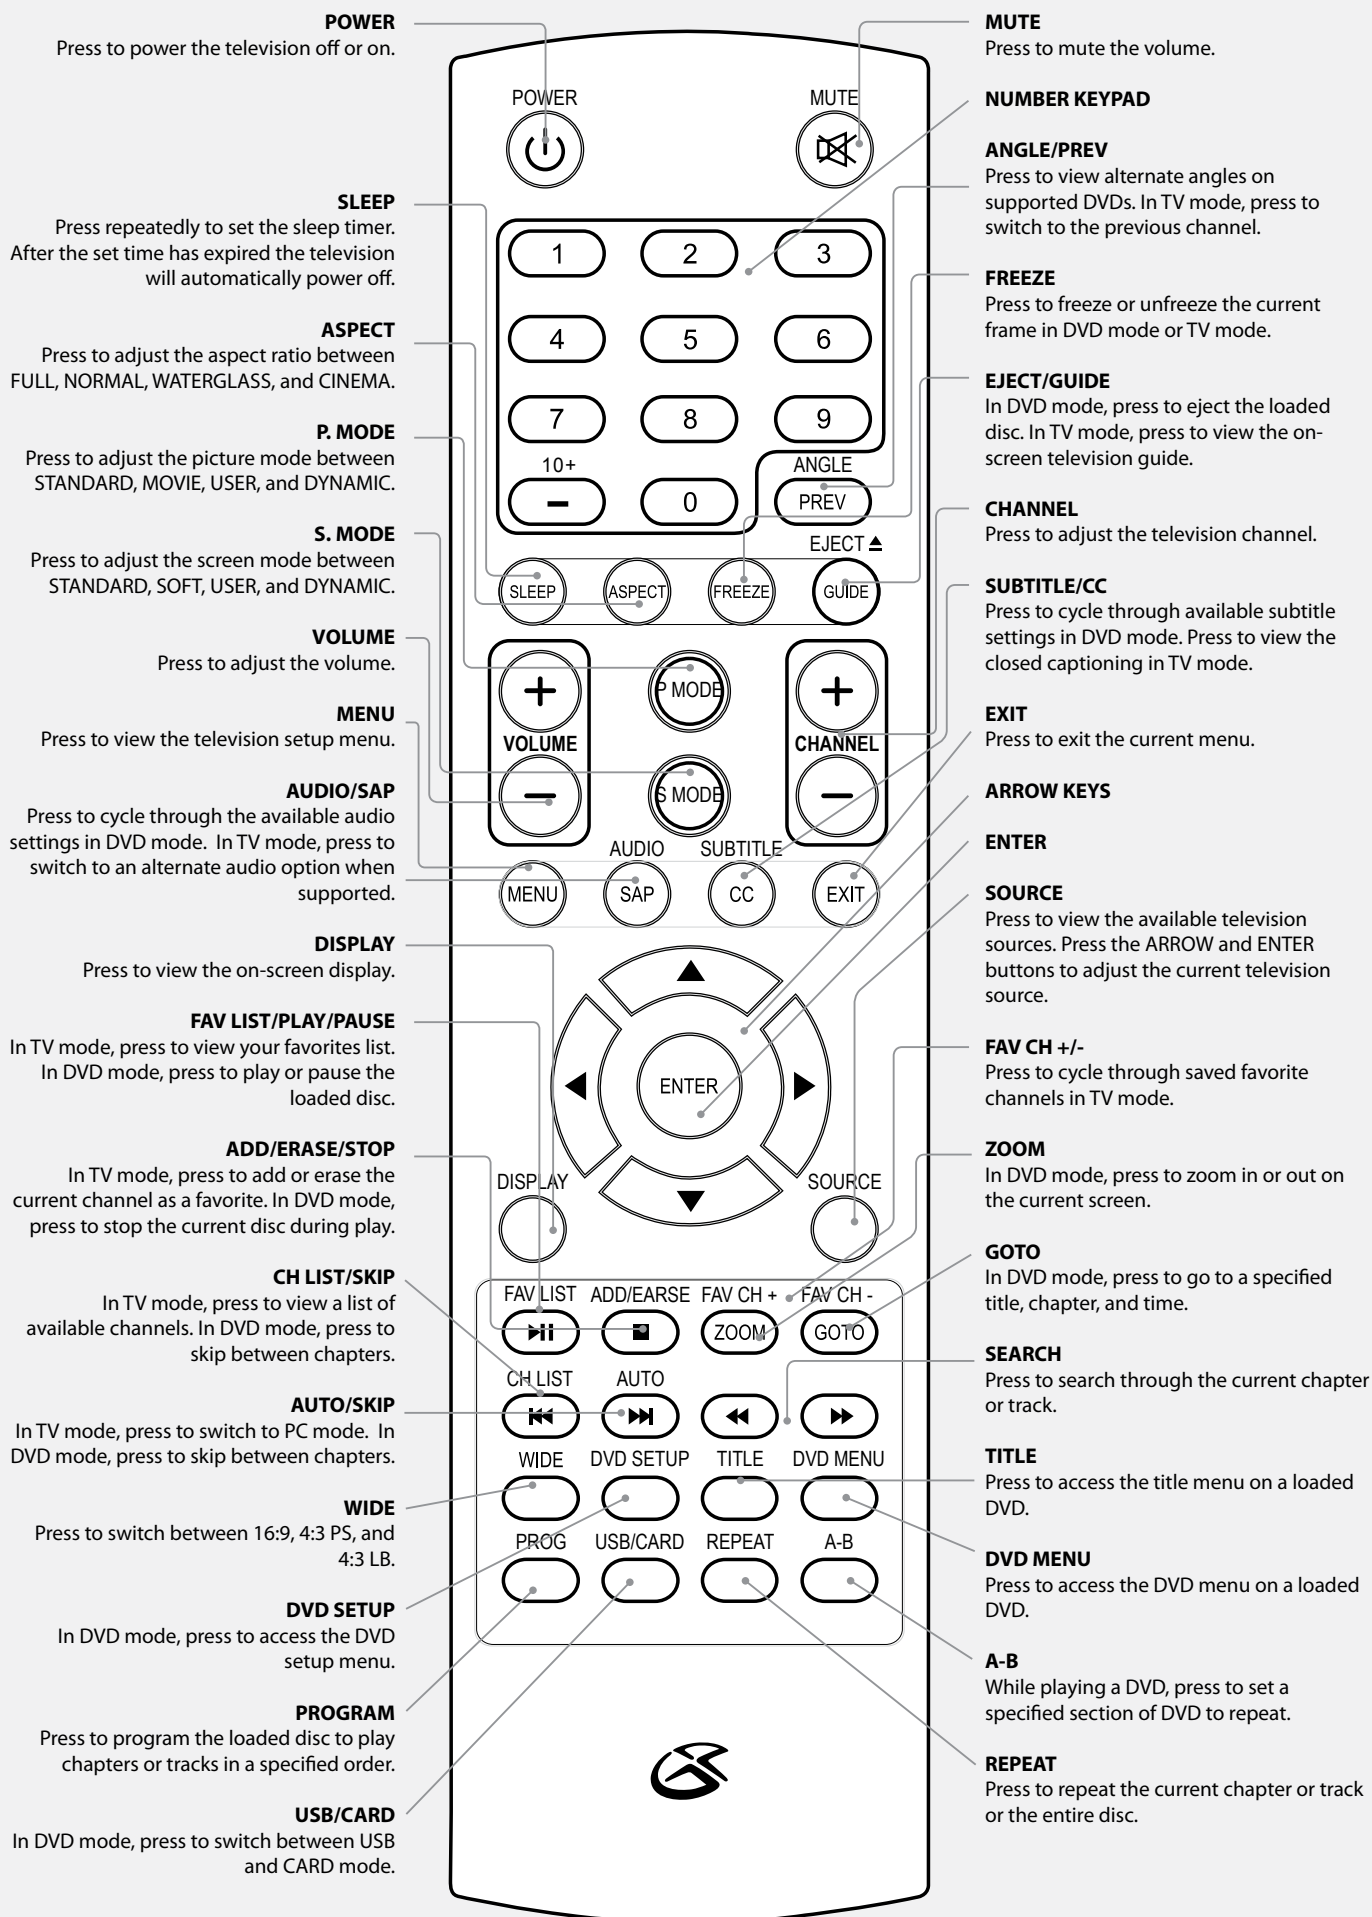 POWER
Press to power the television off or on.
SLEEP
Press repeatedly to set the sleep timer.
After the set time has expired the television
will automatically power off.
ASPECT
Press to adjust the aspect ratio between
FULL, NORMAL, WATERGLASS, and CINEMA.
P. MODE
Press to adjust the picture mode between
STANDARD, MOVIE, USER, and DYNAMIC.
S. MODE
Press to adjust the screen mode between
STANDARD, SOFT, USER, and DYNAMIC.
VOLUME
Press to adjust the volume.
MENU
Press to view the television setup menu.
AUDIO/SAP
Press to cycle through the available audio
settings in DVD mode. In TV mode, press to
switch to an alternate audio option when
supported.
DISPLAY
Press to view the on-screen display.
FAV LIST/PLAY/PAUSE
In TV mode, press to view your favorites list.
In DVD mode, press to play or pause the
loaded disc.
ADD/ERASE/STOP
In TV mode, press to add or erase the
current channel as a favorite. In DVD mode,
press to stop the current disc during play.
CH LIST/SKIP
In TV mode, press to view a list of
available channels. In DVD mode, press to
skip between chapters.
AUTO/SKIP
In TV mode, press to switch to PC mode. In
DVD mode, press to skip between chapters.
WIDE
Press to switch between 16:9, 4:3 PS, and
4:3 LB.
DVD SETUP
In DVD mode, press to access the DVD
setup menu.
PROGRAM
Press to program the loaded disc to play
chapters or tracks in a specified order.
USB/CARD
In DVD mode, press to switch between USB
and CARD mode.
POWER MUTE
1 2 3
4 5 6
7 8 9
10+ ANGLE
- 0 PREV
EJECT
SLEEP ASPECT FREEZE GUIDE
+ P MODE +
VOLUME CHANNEL
- S MODE -
AUDIO SUBTITLE
MENU SAP CC EXIT
ENTER
DISPLAY SOURCE
FAV LIST ADD/EARSE FAV CH + FAV CH -
ZOOM GOTO
CH LIST AUTO
WIDE DVD SETUP TITLE DVD MENU
PROG USB/CARD REPEAT A-B
MUTE
Press to mute the volume.
NUMBER KEYPAD
ANGLE/PREV
Press to view alternate angles on
supported DVDs. In TV mode, press to
switch to the previous channel.
FREEZE
Press to freeze or unfreeze the current
frame in DVD mode or TV mode.
EJECT/GUIDE
In DVD mode, press to eject the loaded
disc. In TV mode, press to view the on-
screen television guide.
CHANNEL
Press to adjust the television channel.
SUBTITLE/CC
Press to cycle through available subtitle
settings in DVD mode. Press to view the
closed captioning in TV mode.
EXIT
Press to exit the current menu.
ARROW KEYS
ENTER
SOURCE
Press to view the available television
sources. Press the ARROW and ENTER
buttons to adjust the current television
source.
FAV CH +/-
Press to cycle through saved favorite
channels in TV mode.
ZOOM
In DVD mode, press to zoom in or out on
the current screen.
GOTO
In DVD mode, press to go to a specified
title, chapter, and time.
SEARCH
Press to search through the current chapter
or track.
TITLE
Press to access the title menu on a loaded
DVD.
DVD MENU
Press to access the DVD menu on a loaded
DVD.
A-B
While playing a DVD, press to set a
specified section of DVD to repeat.
REPEAT
Press to repeat the current chapter or track
or the entire disc.